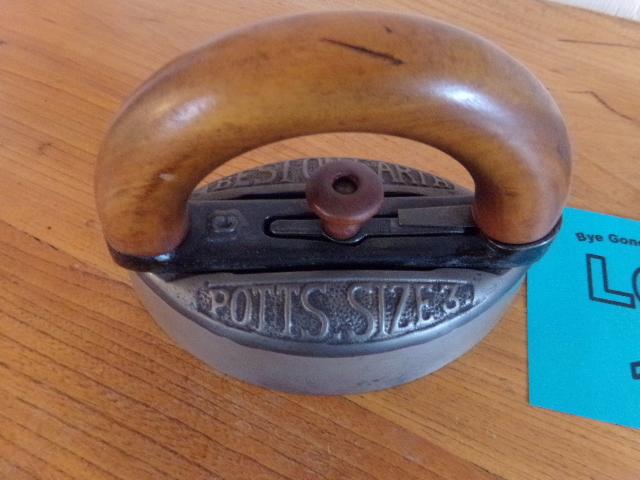 BEST ON EARTH
POTTS SIZE 3
Bye Gone